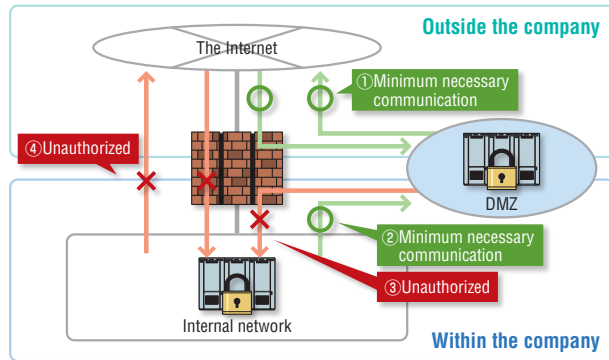 Outside the company
The Internet
①Minimum necessary
communication
④Unauthorized
DMZ
②Minimum necessary
communication
③Unauthorized
Internal network
Within the company